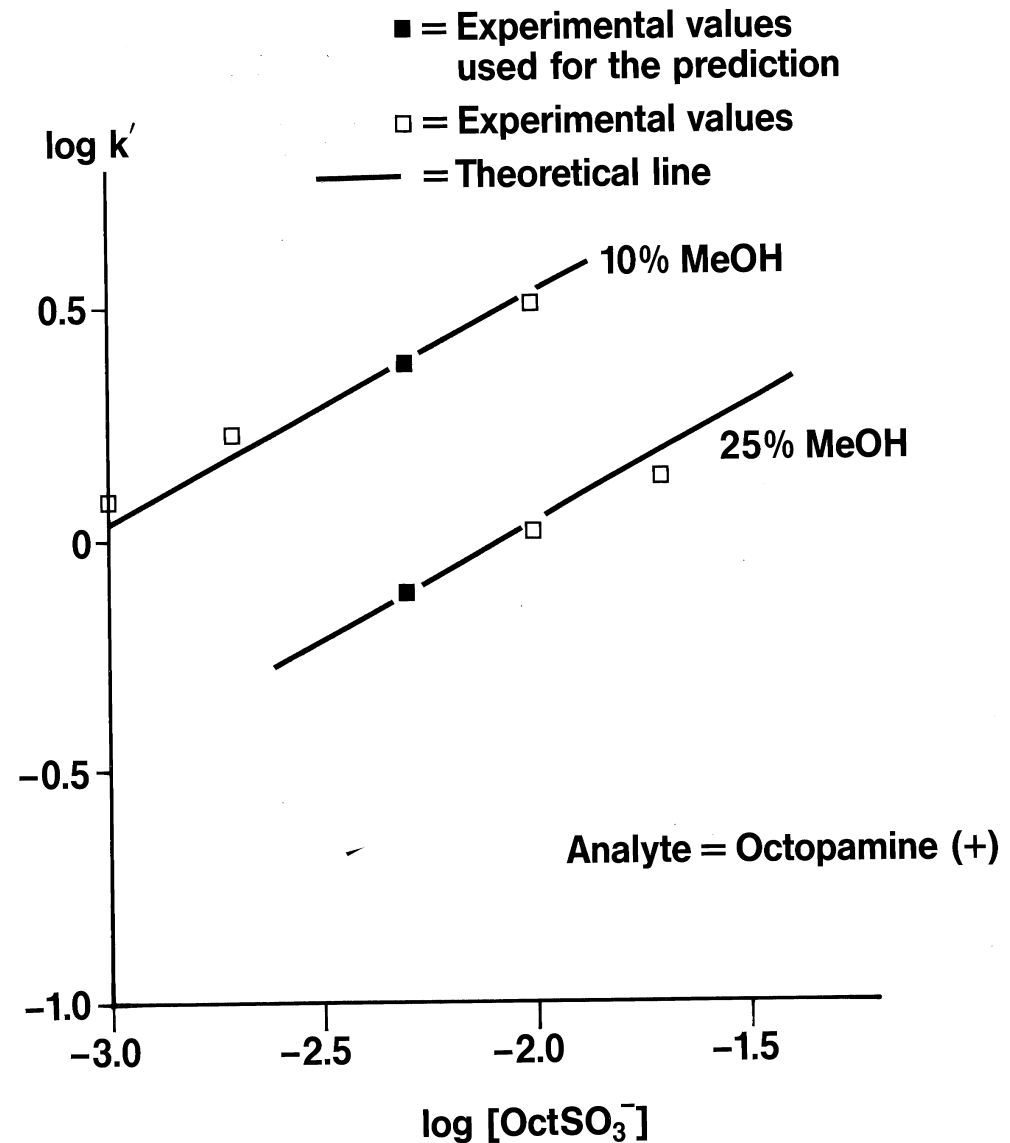 ■ = Experimental values
used for the prediction
□ = Experimental values
— = Theoretical line
log k′
10% MeOH
0.5
25% MeOH
0
−0.5
Analyte = Octopamine (+)
−1.0
−3.0 −2.5 −2.0 −1.5
log [OctSO₃⁻]